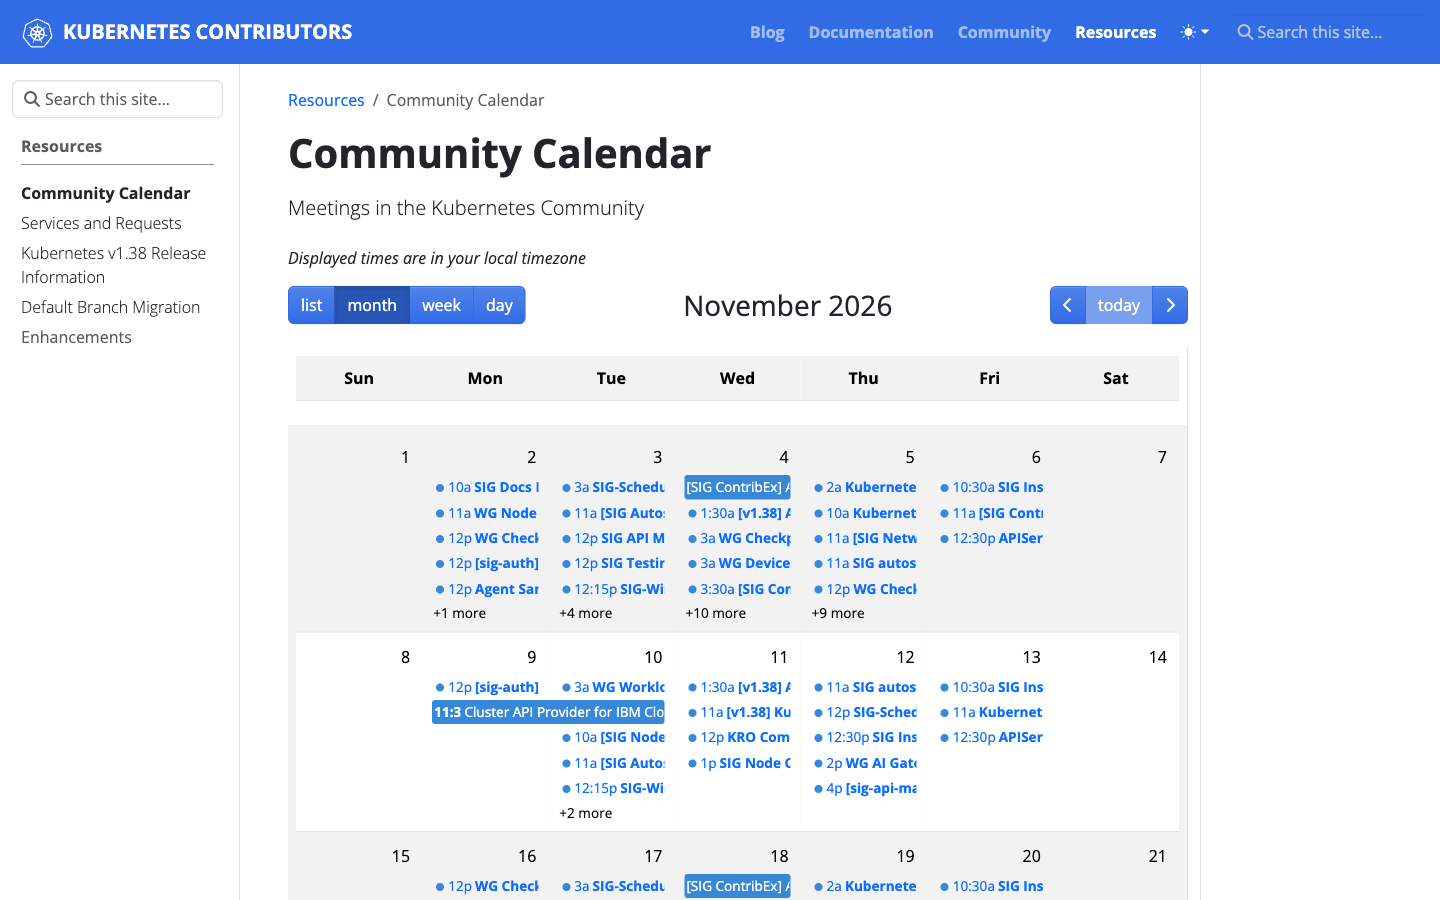 KUBERNETES CONTRIBUTORS
Blog
Documentation
Community
Resources
Search this site...
Search this site...
Resources
Community Calendar
Services and Requests
Kubernetes v1.38 Release
Information
Default Branch Migration
Enhancements
Resources / Community Calendar
Community Calendar
Meetings in the Kubernetes Community
Displayed times are in your local timezone
list month week day
November 2026
today
Sun Mon Tue Wed Thu Fri Sat
1 2 3 4 5 6 7
10a SIG Docs
11a WG Node
12p WG Check
12p [sig-auth]
12p Agent Sar
+1 more
3a SIG-Schedu
11a [SIG Auto
12p SIG API M
12p SIG Testin
12:15p SIG-Wi
+4 more
[SIG ContribEx] A
1:30a [v1.38] A
3a WG Checkp
3a WG Device
3:30a [SIG Con
+10 more
2a Kubernete
10a Kubernet
11a [SIG Netw
11a SIG autos
12p WG Check
+9 more
10:30a SIG Ins
11a [SIG Cont
12:30p APISer
8 9 10 11 12 13 14
12p [sig-auth]
11:3 Cluster API Provider for IBM Clo
3a WG Worklo
10a [SIG Node
11a [SIG Auto
12:15p SIG-Wi
+2 more
1:30a [v1.38] A
11a [v1.38] Ku
12p KRO Com
1p SIG Node C
11a SIG autos
12p SIG-Sched
12:30p SIG Ins
2p WG AI Gate
4p [sig-api-ma
10:30a SIG Ins
11a Kubernet
12:30p APISer
15 16 17 18 19 20 21
12p WG Check
3a SIG-Schedu
[SIG ContribEx] A
2a Kubernete
10:30a SIG Ins